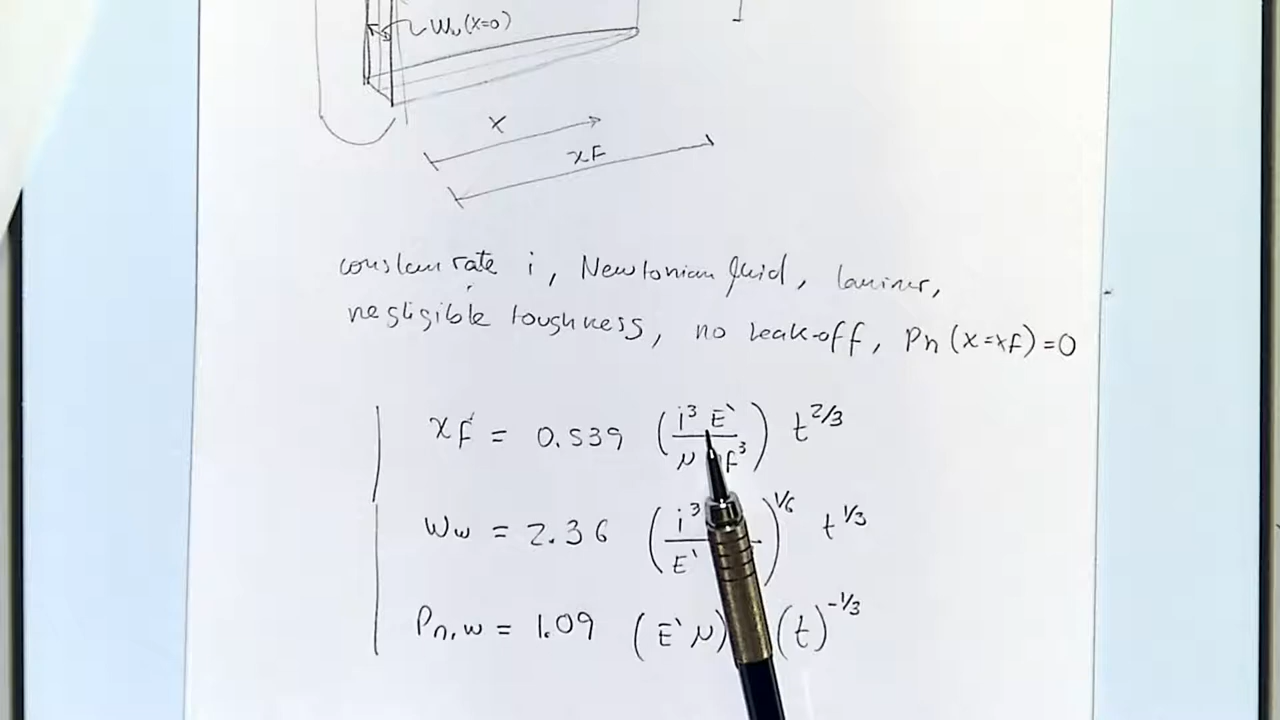 Ww(x=0)
x
xf
constant rate i, Newtonian fluid, laminar,
negligible toughness, no leak-off, Pn(x=xf)=0
xf = 0.539 (i³ E` / μ f³) t^2/3
Ww = 2.36 (i³ / E`)^1/6 t^1/3
Pn,w = 1.09 (E` μ) (t)^-1/3